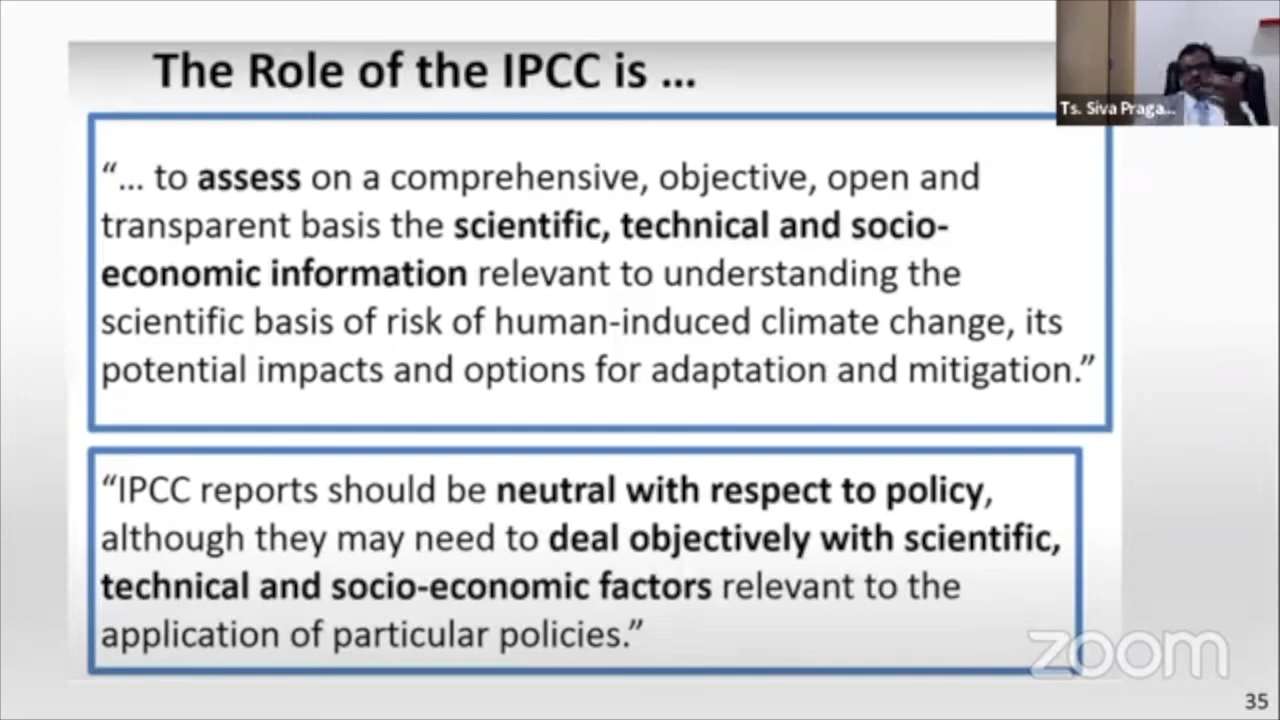 The Role of the IPCC is ...
Ts. Siva Praga...
“... to assess on a comprehensive, objective, open and
transparent basis the scientific, technical and socio-
economic information relevant to understanding the
scientific basis of risk of human-induced climate change, its
potential impacts and options for adaptation and mitigation.”
“IPCC reports should be neutral with respect to policy,
although they may need to deal objectively with scientific,
technical and socio-economic factors relevant to the
application of particular policies.”
zoom
35